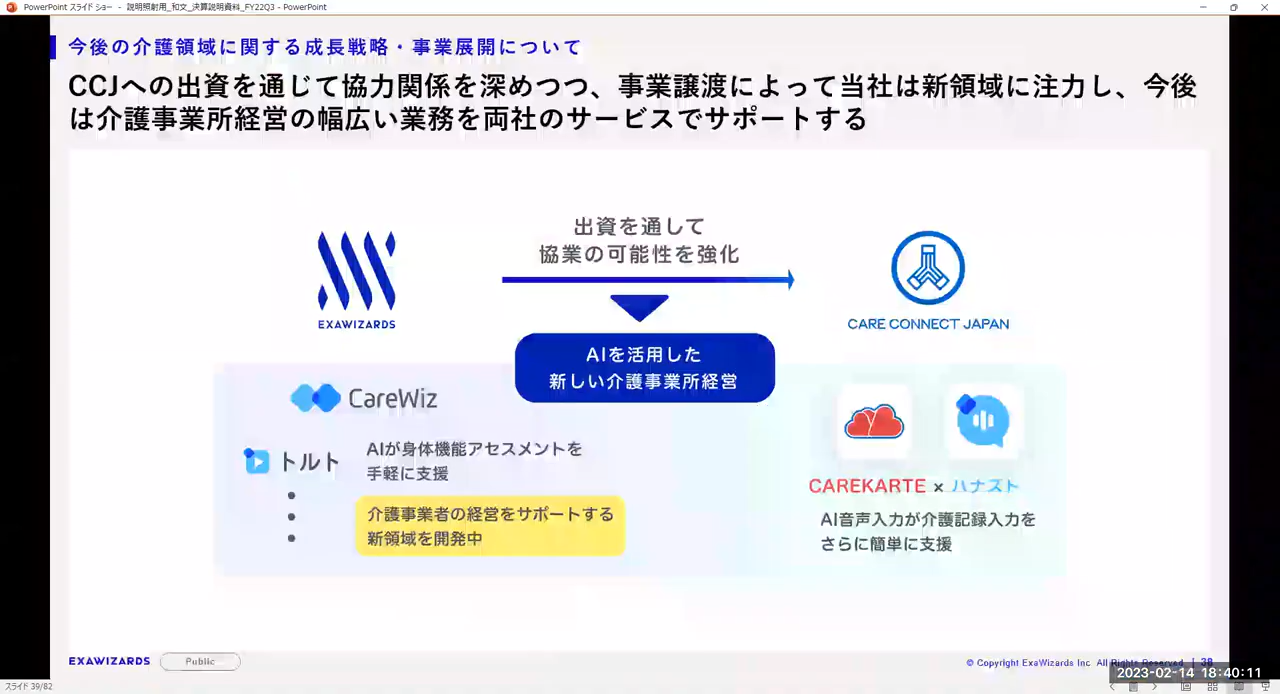 PowerPoint スライド ショー - 説明照射用_和文_決算説明資料_FY22Q3 - PowerPoint
今後の介護領域に関する成長戦略・事業展開について
CCJへの出資を通じて協力関係を深めつつ、事業譲渡によって当社は新領域に注力し、今後
は介護事業所経営の幅広い業務を両社のサービスでサポートする
出資を通して
協業の可能性を強化
EXAWIZARDS
CARE CONNECT JAPAN
AIを活用した
新しい介護事業所経営
CareWiz
トルト
AIが身体機能アセスメントを
手軽に支援
介護事業者の経営をサポートする
新領域を開発中
CAREKARTE × ハナスト
AI音声入力が介護記録入力を
さらに簡単に支援
EXAWIZARDS
Public
© Copyright ExaWizards Inc. All Rights Reserved. | 39
2023-02-14 18:40:11
スライド 39/82